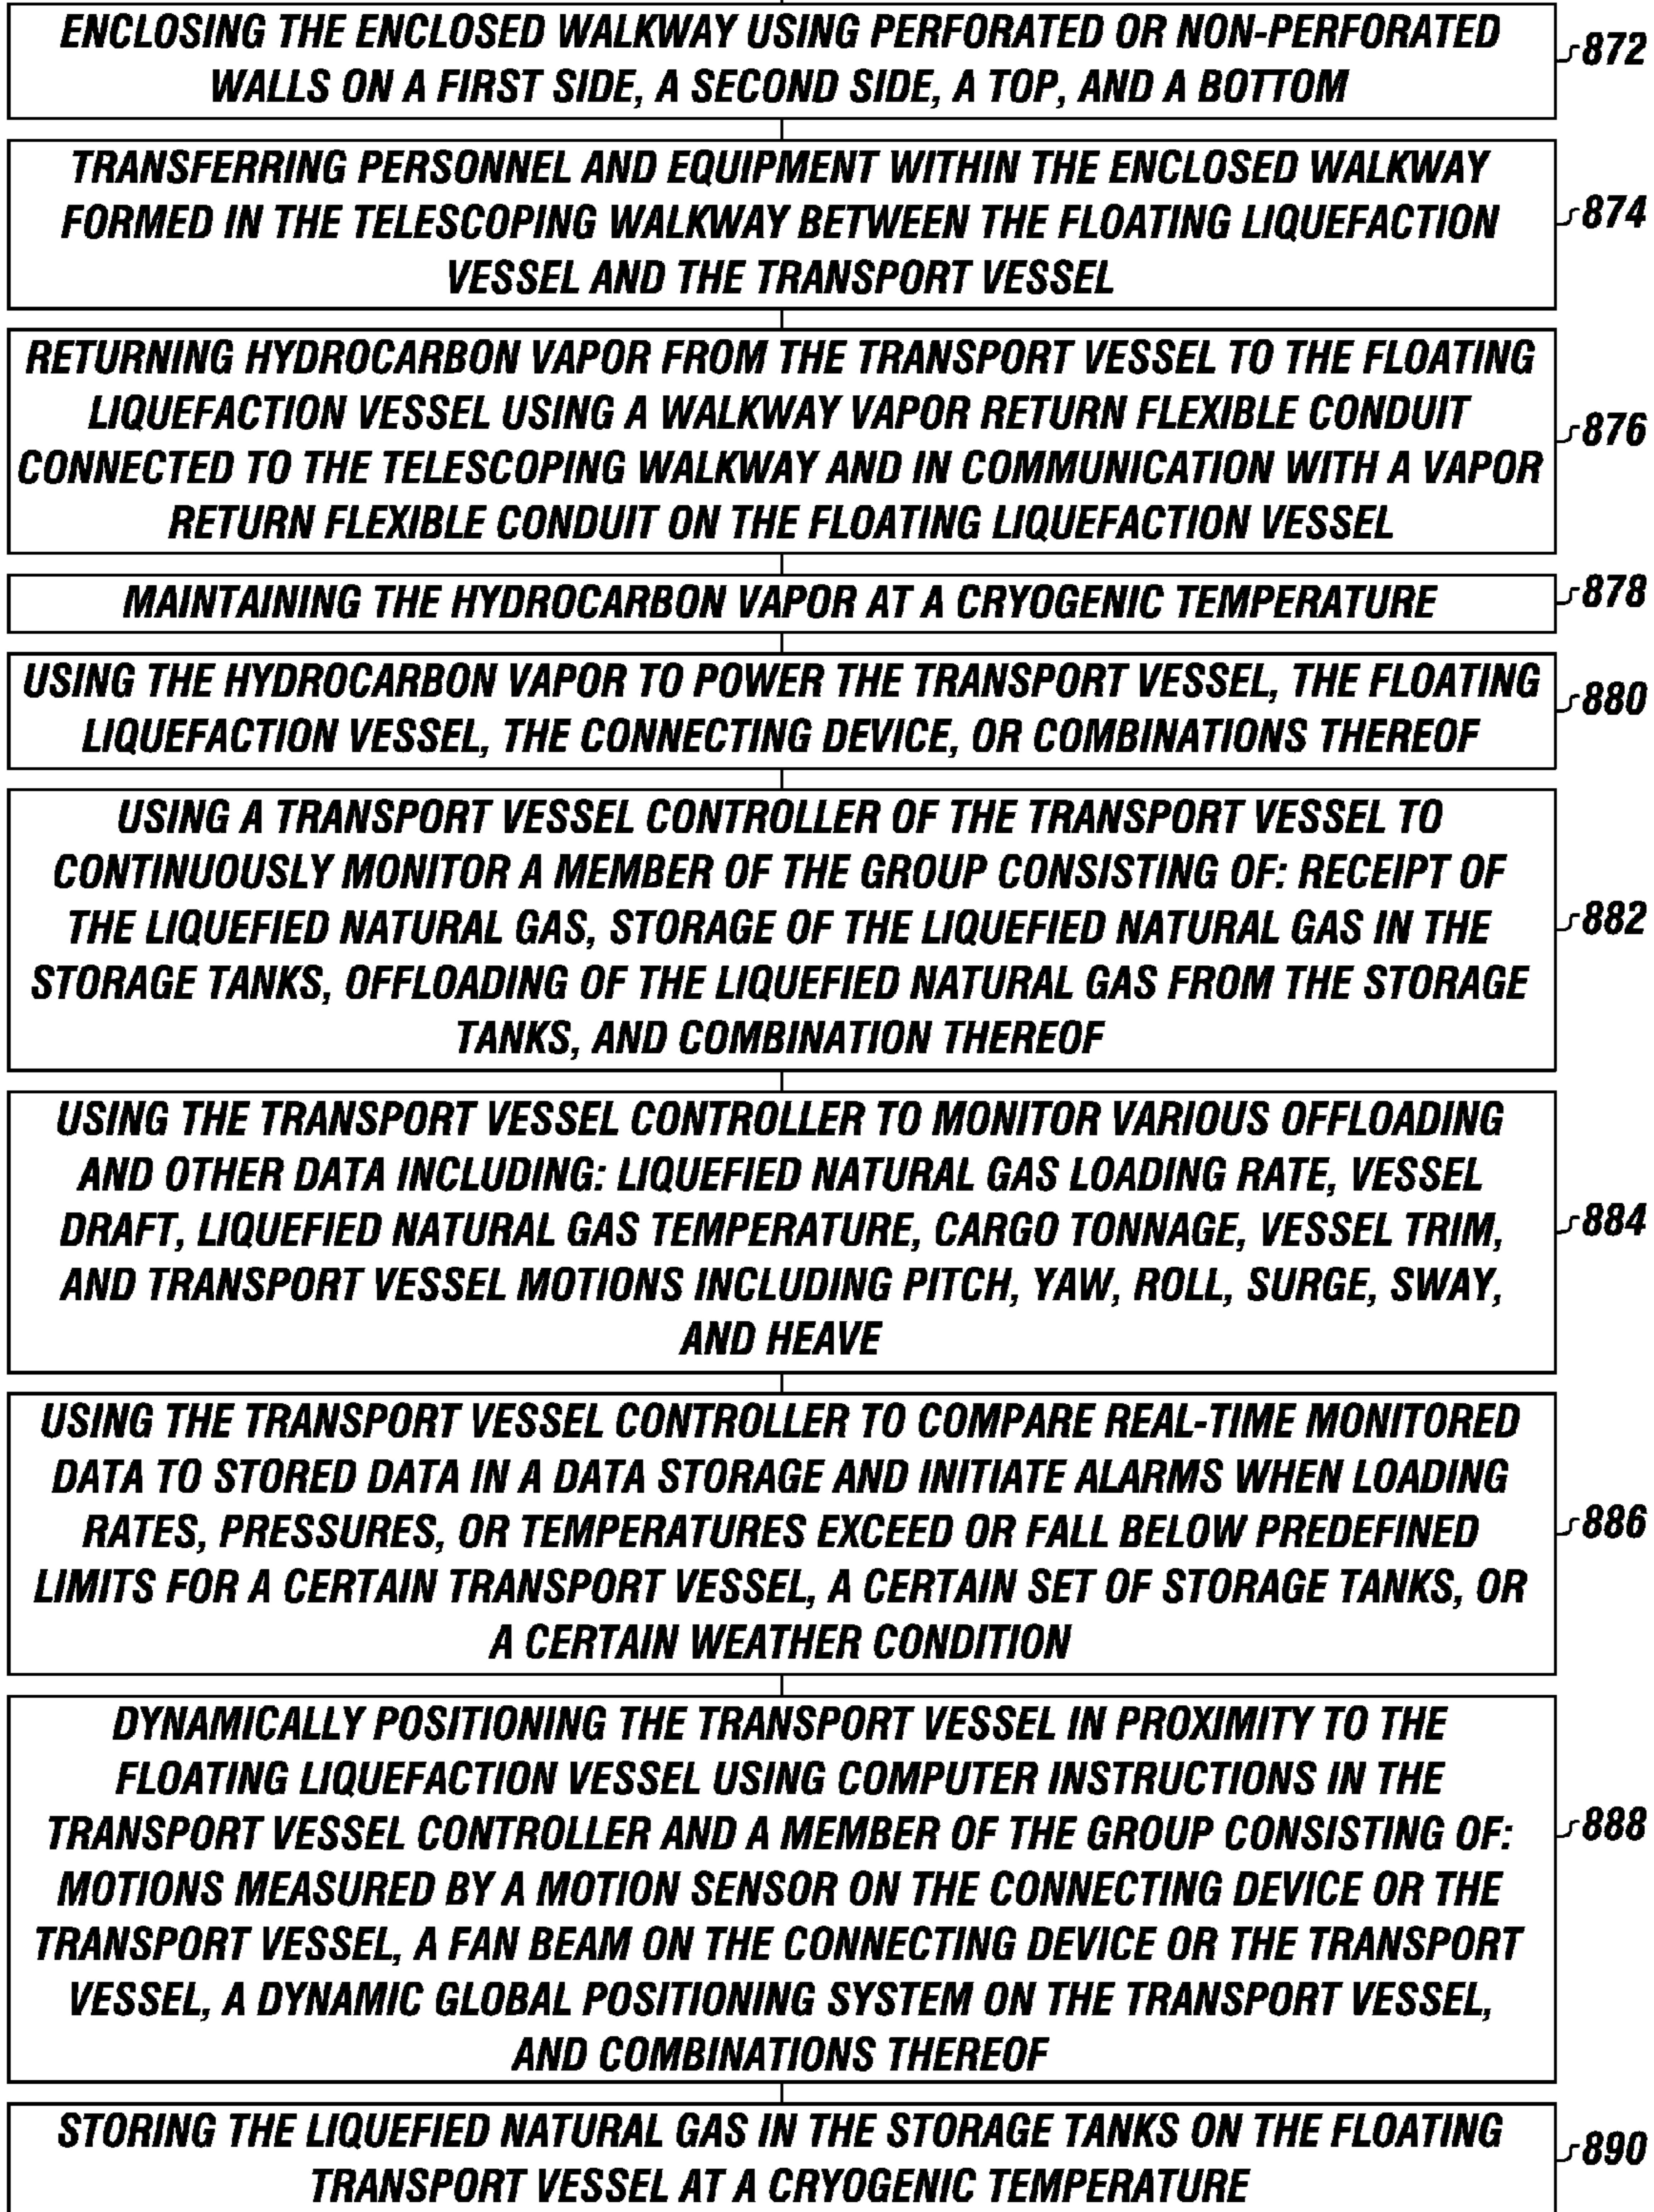 ENCLOSING THE ENCLOSED WALKWAY USING PERFORATED OR NON-PERFORATED
WALLS ON A FIRST SIDE, A SECOND SIDE, A TOP, AND A BOTTOM
872
TRANSFERRING PERSONNEL AND EQUIPMENT WITHIN THE ENCLOSED WALKWAY
FORMED IN THE TELESCOPING WALKWAY BETWEEN THE FLOATING LIQUEFACTION
VESSEL AND THE TRANSPORT VESSEL
874
RETURNING HYDROCARBON VAPOR FROM THE TRANSPORT VESSEL TO THE FLOATING
LIQUEFACTION VESSEL USING A WALKWAY VAPOR RETURN FLEXIBLE CONDUIT
CONNECTED TO THE TELESCOPING WALKWAY AND IN COMMUNICATION WITH A VAPOR
RETURN FLEXIBLE CONDUIT ON THE FLOATING LIQUEFACTION VESSEL
876
MAINTAINING THE HYDROCARBON VAPOR AT A CRYOGENIC TEMPERATURE
878
USING THE HYDROCARBON VAPOR TO POWER THE TRANSPORT VESSEL, THE FLOATING
LIQUEFACTION VESSEL, THE CONNECTING DEVICE, OR COMBINATIONS THEREOF
880
USING A TRANSPORT VESSEL CONTROLLER OF THE TRANSPORT VESSEL TO
CONTINUOUSLY MONITOR A MEMBER OF THE GROUP CONSISTING OF: RECEIPT OF
THE LIQUEFIED NATURAL GAS, STORAGE OF THE LIQUEFIED NATURAL GAS IN THE
STORAGE TANKS, OFFLOADING OF THE LIQUEFIED NATURAL GAS FROM THE STORAGE
TANKS, AND COMBINATION THEREOF
882
USING THE TRANSPORT VESSEL CONTROLLER TO MONITOR VARIOUS OFFLOADING
AND OTHER DATA INCLUDING: LIQUEFIED NATURAL GAS LOADING RATE, VESSEL
DRAFT, LIQUEFIED NATURAL GAS TEMPERATURE, CARGO TONNAGE, VESSEL TRIM,
AND TRANSPORT VESSEL MOTIONS INCLUDING PITCH, YAW, ROLL, SURGE, SWAY,
AND HEAVE
884
USING THE TRANSPORT VESSEL CONTROLLER TO COMPARE REAL-TIME MONITORED
DATA TO STORED DATA IN A DATA STORAGE AND INITIATE ALARMS WHEN LOADING
RATES, PRESSURES, OR TEMPERATURES EXCEED OR FALL BELOW PREDEFINED
LIMITS FOR A CERTAIN TRANSPORT VESSEL, A CERTAIN SET OF STORAGE TANKS, OR
A CERTAIN WEATHER CONDITION
886
DYNAMICALLY POSITIONING THE TRANSPORT VESSEL IN PROXIMITY TO THE
FLOATING LIQUEFACTION VESSEL USING COMPUTER INSTRUCTIONS IN THE
TRANSPORT VESSEL CONTROLLER AND A MEMBER OF THE GROUP CONSISTING OF:
MOTIONS MEASURED BY A MOTION SENSOR ON THE CONNECTING DEVICE OR THE
TRANSPORT VESSEL, A FAN BEAM ON THE CONNECTING DEVICE OR THE TRANSPORT
VESSEL, A DYNAMIC GLOBAL POSITIONING SYSTEM ON THE TRANSPORT VESSEL,
AND COMBINATIONS THEREOF
888
STORING THE LIQUEFIED NATURAL GAS IN THE STORAGE TANKS ON THE FLOATING
TRANSPORT VESSEL AT A CRYOGENIC TEMPERATURE
890